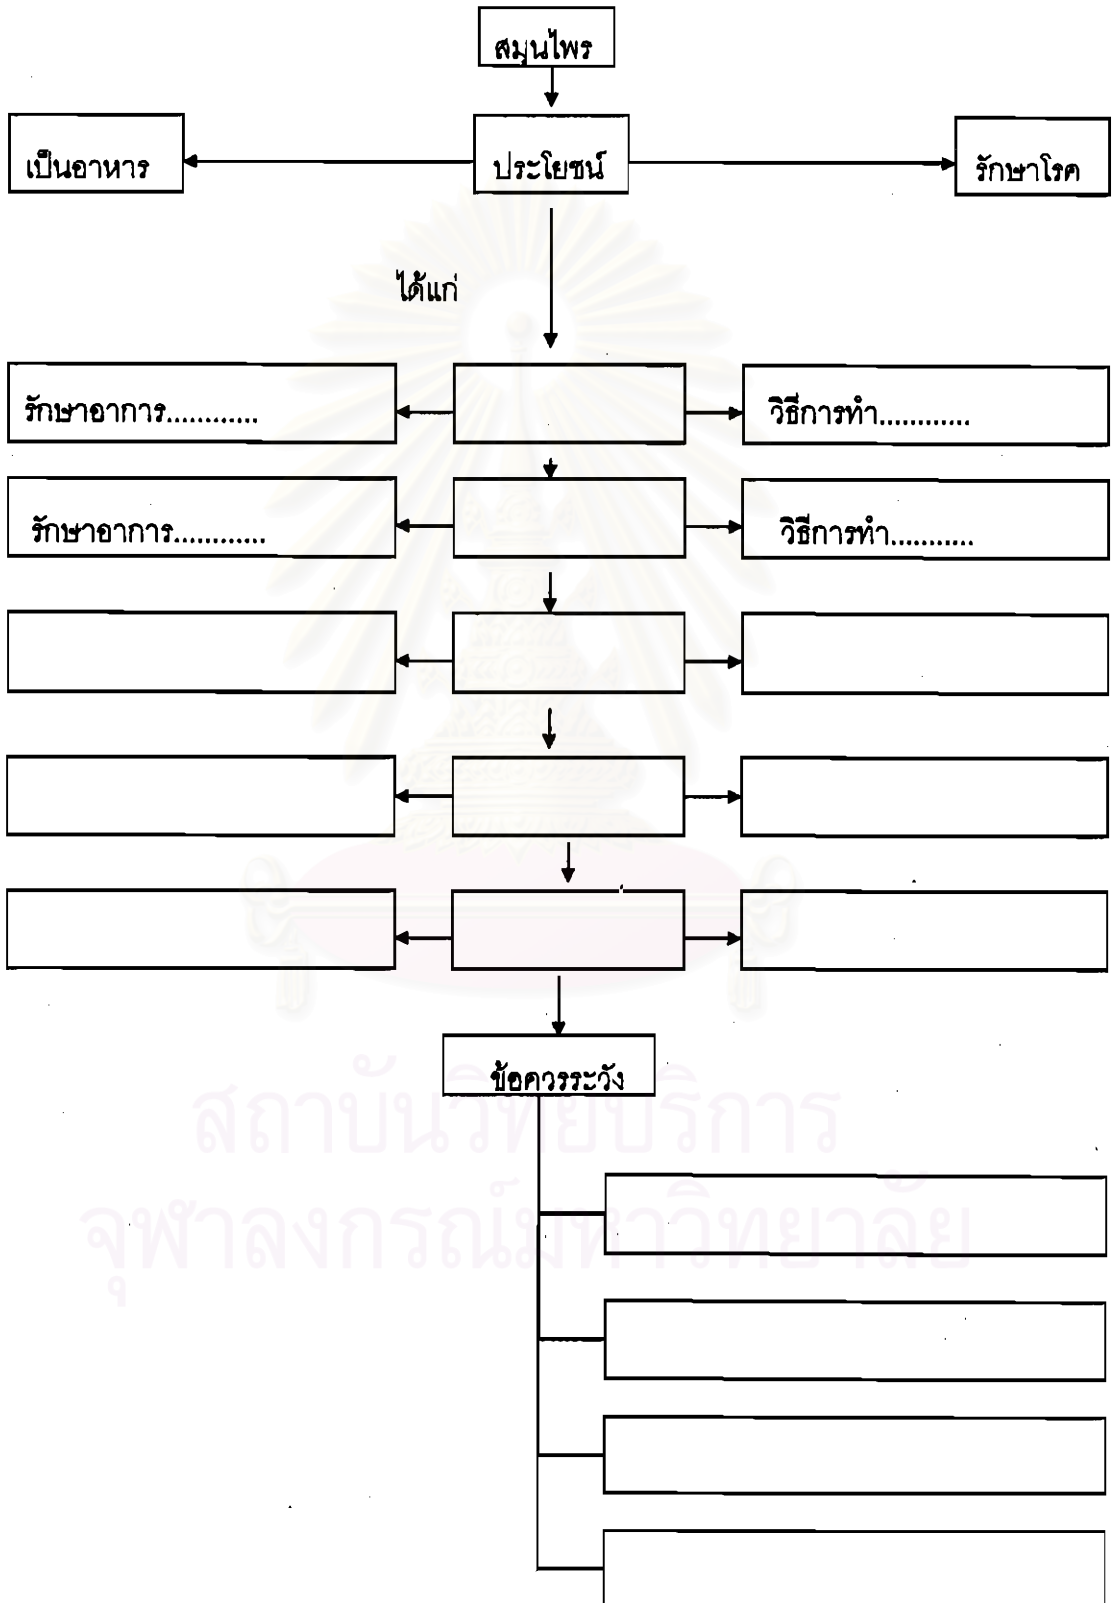 สมุนไพร
เป็นอาหาร
ประโยชน์
รักษาโรค
ได้แก่
รักษาอาการ............
วิธีการทำ............
รักษาอาการ............
วิธีการทำ...........
ข้อควรระวัง
สถาบันวิทยบริการ
จุฬาลงกรณ์มหาวิทยาลัย